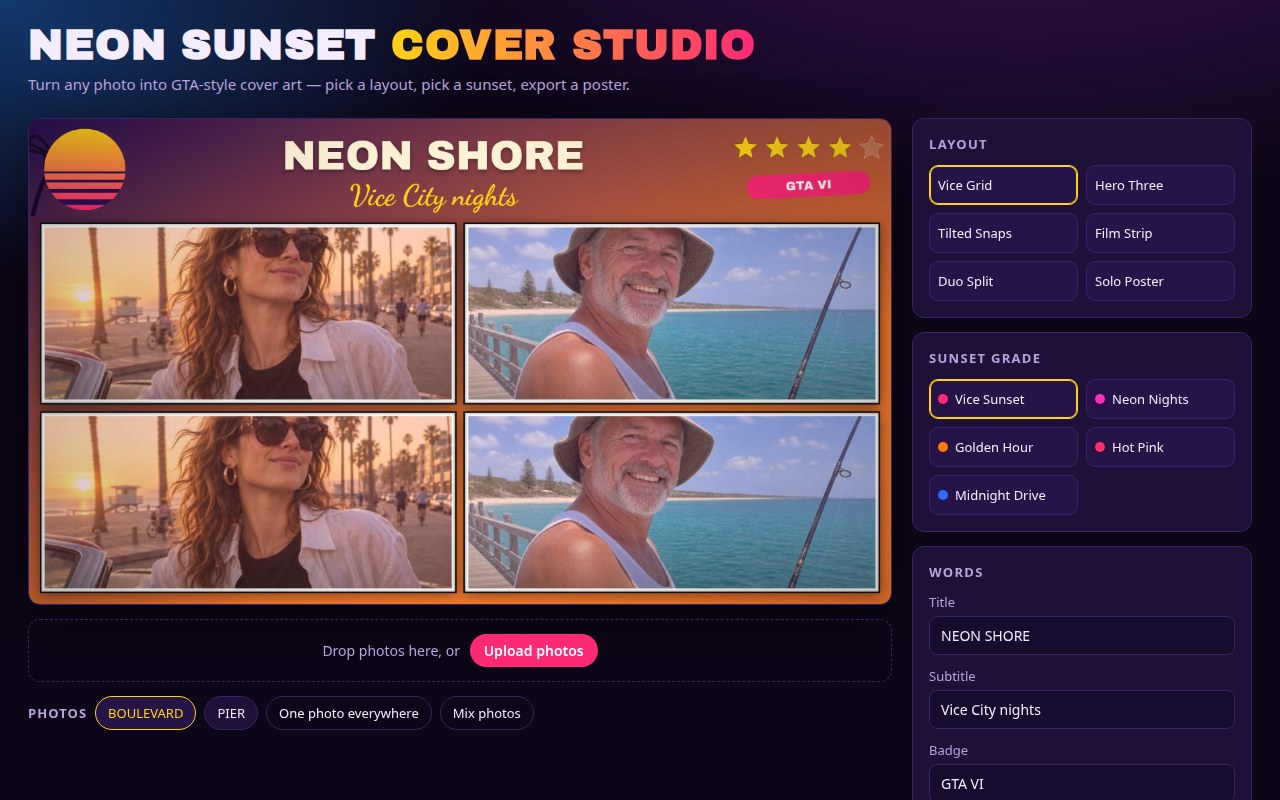 NEON SUNSET COVER STUDIO
Turn any photo into GTA-style cover art — pick a layout, pick a sunset, export a poster.
NEON SHORE
Vice City nights
GTA VI
Drop photos here, or Upload photos
PHOTOS BOULEVARD PIER One photo everywhere Mix photos
LAYOUT
Vice Grid Hero Three
Tilted Snaps Film Strip
Duo Split Solo Poster
SUNSET GRADE
Vice Sunset Neon Nights
Golden Hour Hot Pink
Midnight Drive
WORDS
Title
NEON SHORE
Subtitle
Vice City nights
Badge
GTA VI